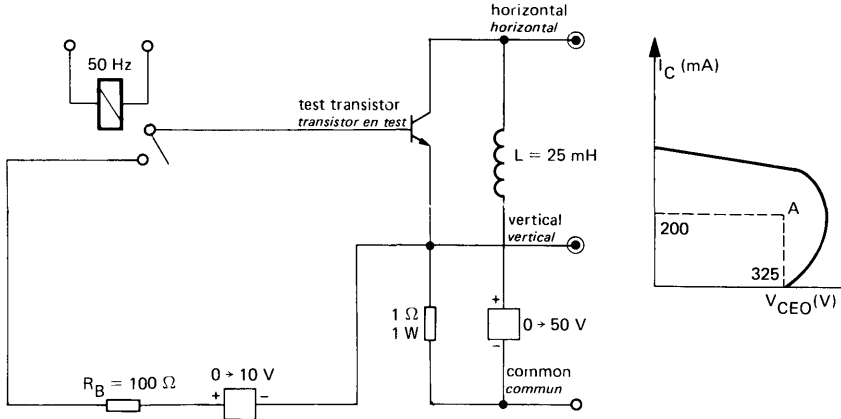 horizontal
horizontal
50 Hz
I_C (mA)
test transistor
transistor en test
L = 25 mH
vertical
vertical
A
200
325
V_CEO (V)
1 Ω
1 W
+
0 → 50 V
−
common
commun
R_B = 100 Ω
0 → 10 V
+ −